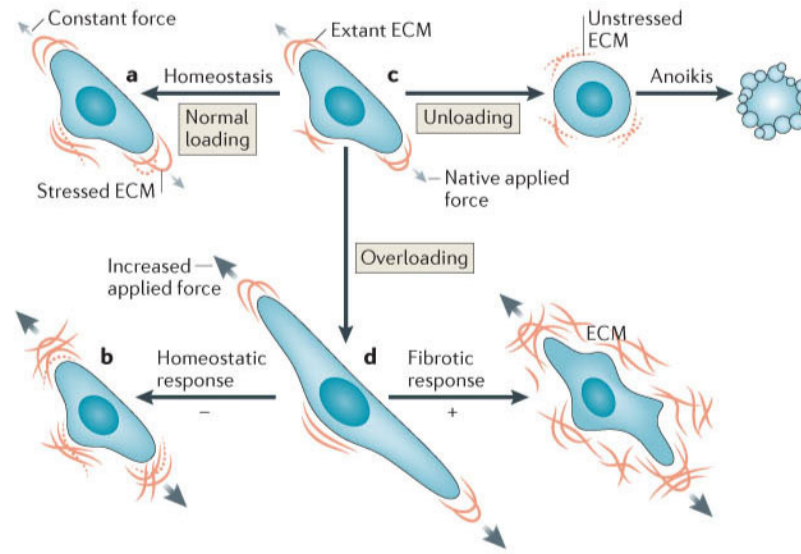 Constant force
Extant ECM
Unstressed
ECM
a
Homeostasis
c
Anoikis
Normal
loading
Unloading
Stressed ECM
Native applied
force
Overloading
Increased
applied force
ECM
b
Homeostatic
response
–
d
Fibrotic
response
+